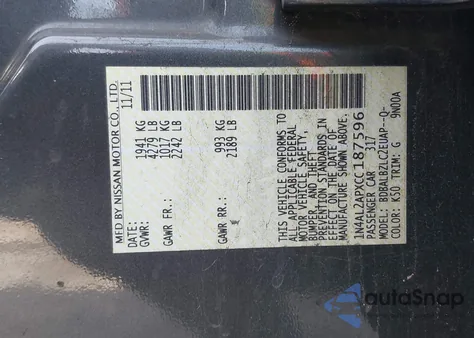 MFD BY NISSAN MOTOR CO., LTD.
DATE: 11/11
GVWR: 1941 KG
4279 LB
GAWR FR.: 1017 KG
2242 LB
GAWR RR.: 993 KG
2189 LB
THIS VEHICLE CONFORMS TO
ALL APPLICABLE FEDERAL
MOTOR VEHICLE SAFETY,
BUMPER AND THEFT
PREVENTION STANDARDS IN
EFFECT ON THE DATE OF
MANUFACTURE SHOWN ABOVE.
1N4AL2APXCC 187596
PASSENGER CAR 317
MODEL: BDBALBZLC2EUAP--Q-
COLOR: K50 TRIM: G 9N00A
autoSnap